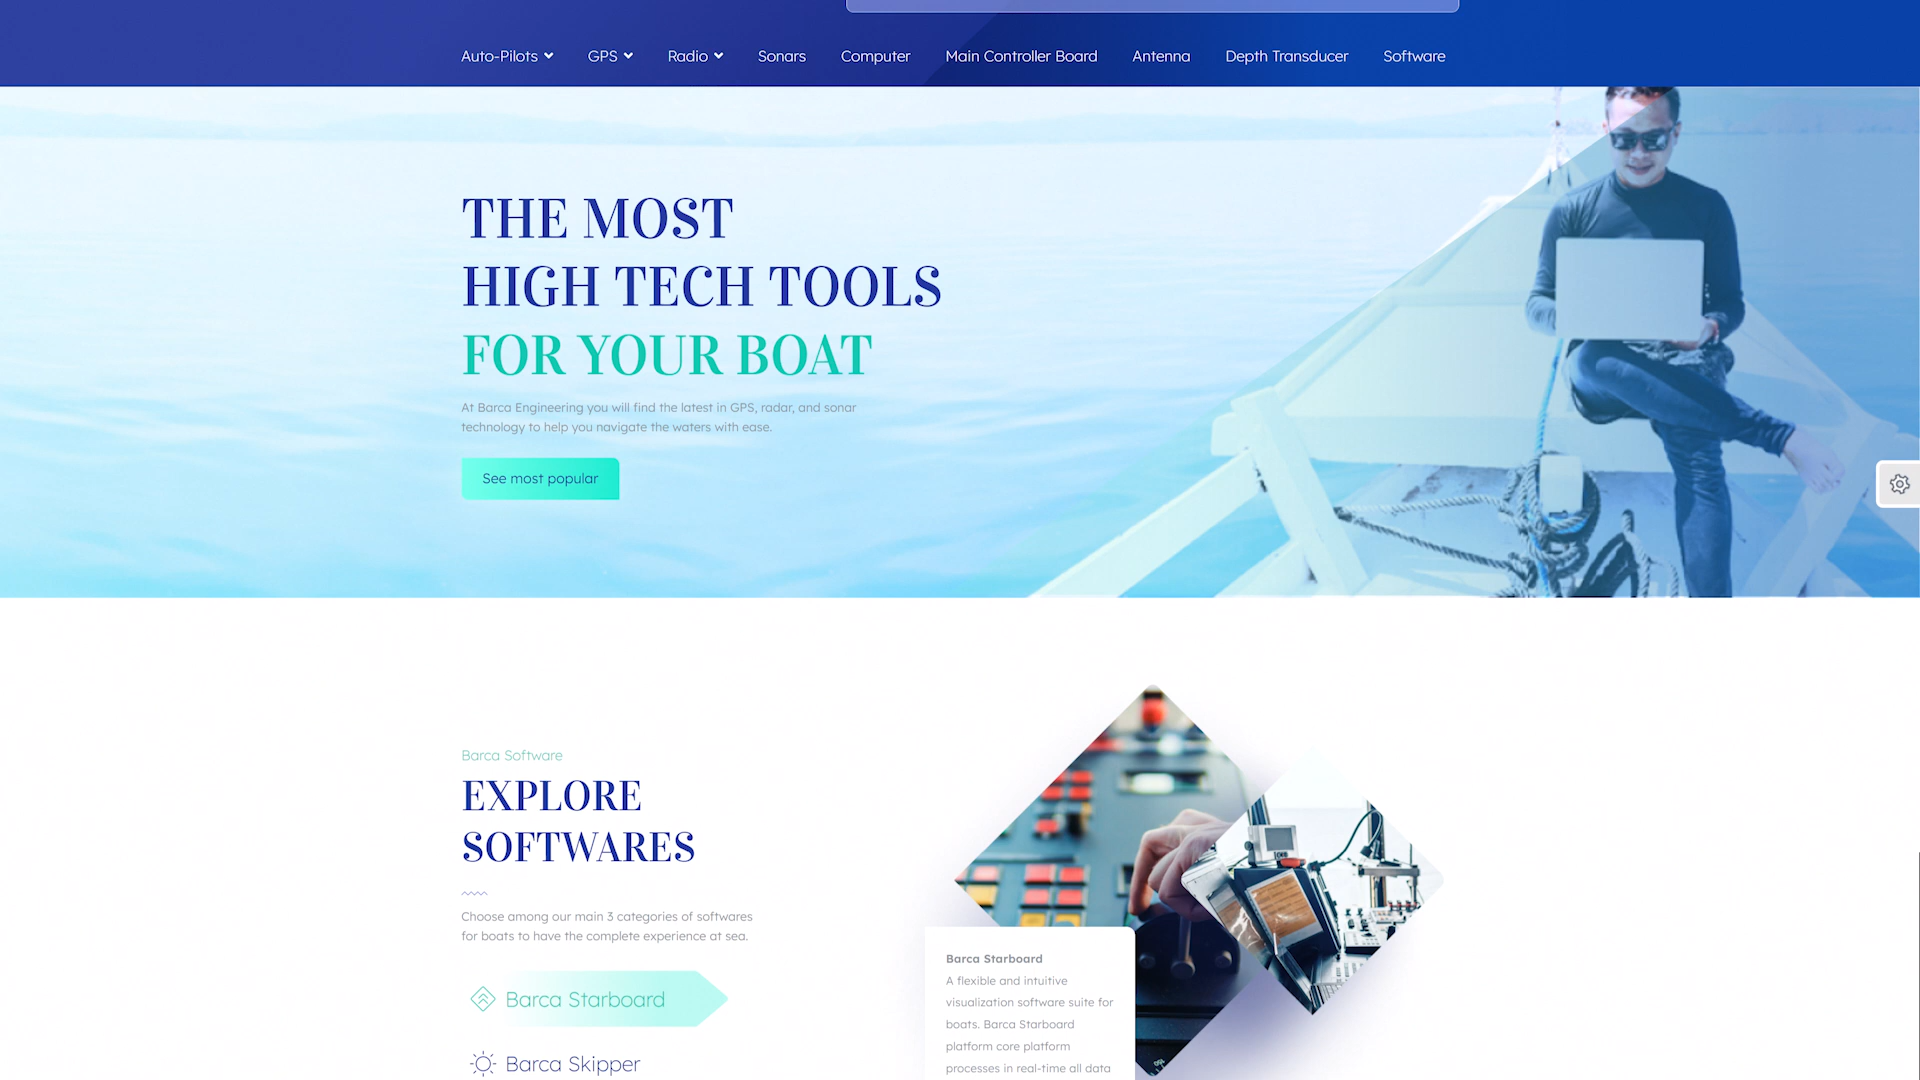 Auto-Pilots GPS Radio Sonars Computer Main Controller Board Antenna Depth Transducer Software
THE MOST
HIGH TECH TOOLS
FOR YOUR BOAT
At Barca Engineering you will find the latest in GPS, radar, and sonar
technology to help you navigate the waters with ease.
See most popular
Barca Software
EXPLORE
SOFTWARES
Choose among our main 3 categories of softwares
for boats to have the complete experience at sea.
Barca Starboard
Barca Skipper
Barca Starboard
A flexible and intuitive
visualization software suite for
boats. Barca Starboard
platform core platform
processes in real-time all data